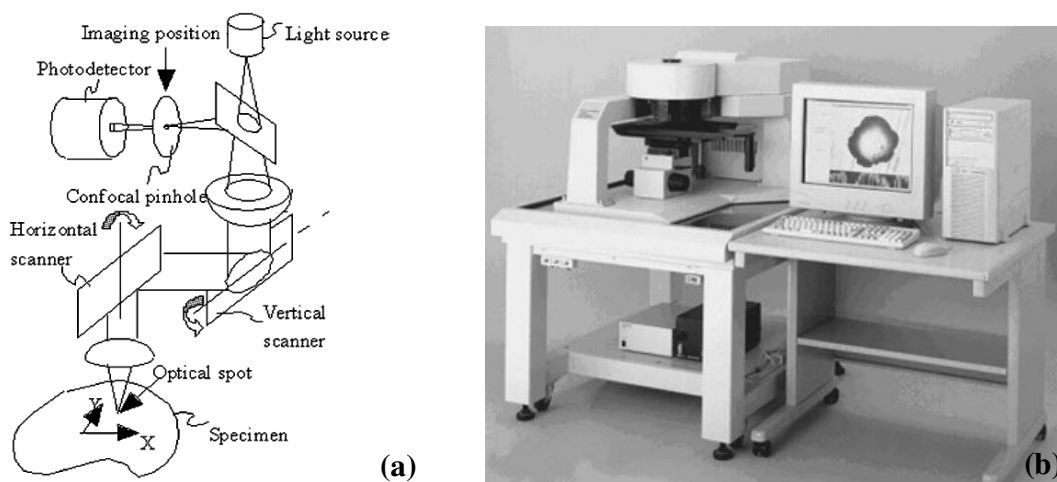 Imaging position
Light source
Photodetector
Confocal pinhole
Horizontal
scanner
Vertical
scanner
Optical spot
Y
X
Specimen
(a)
(b)